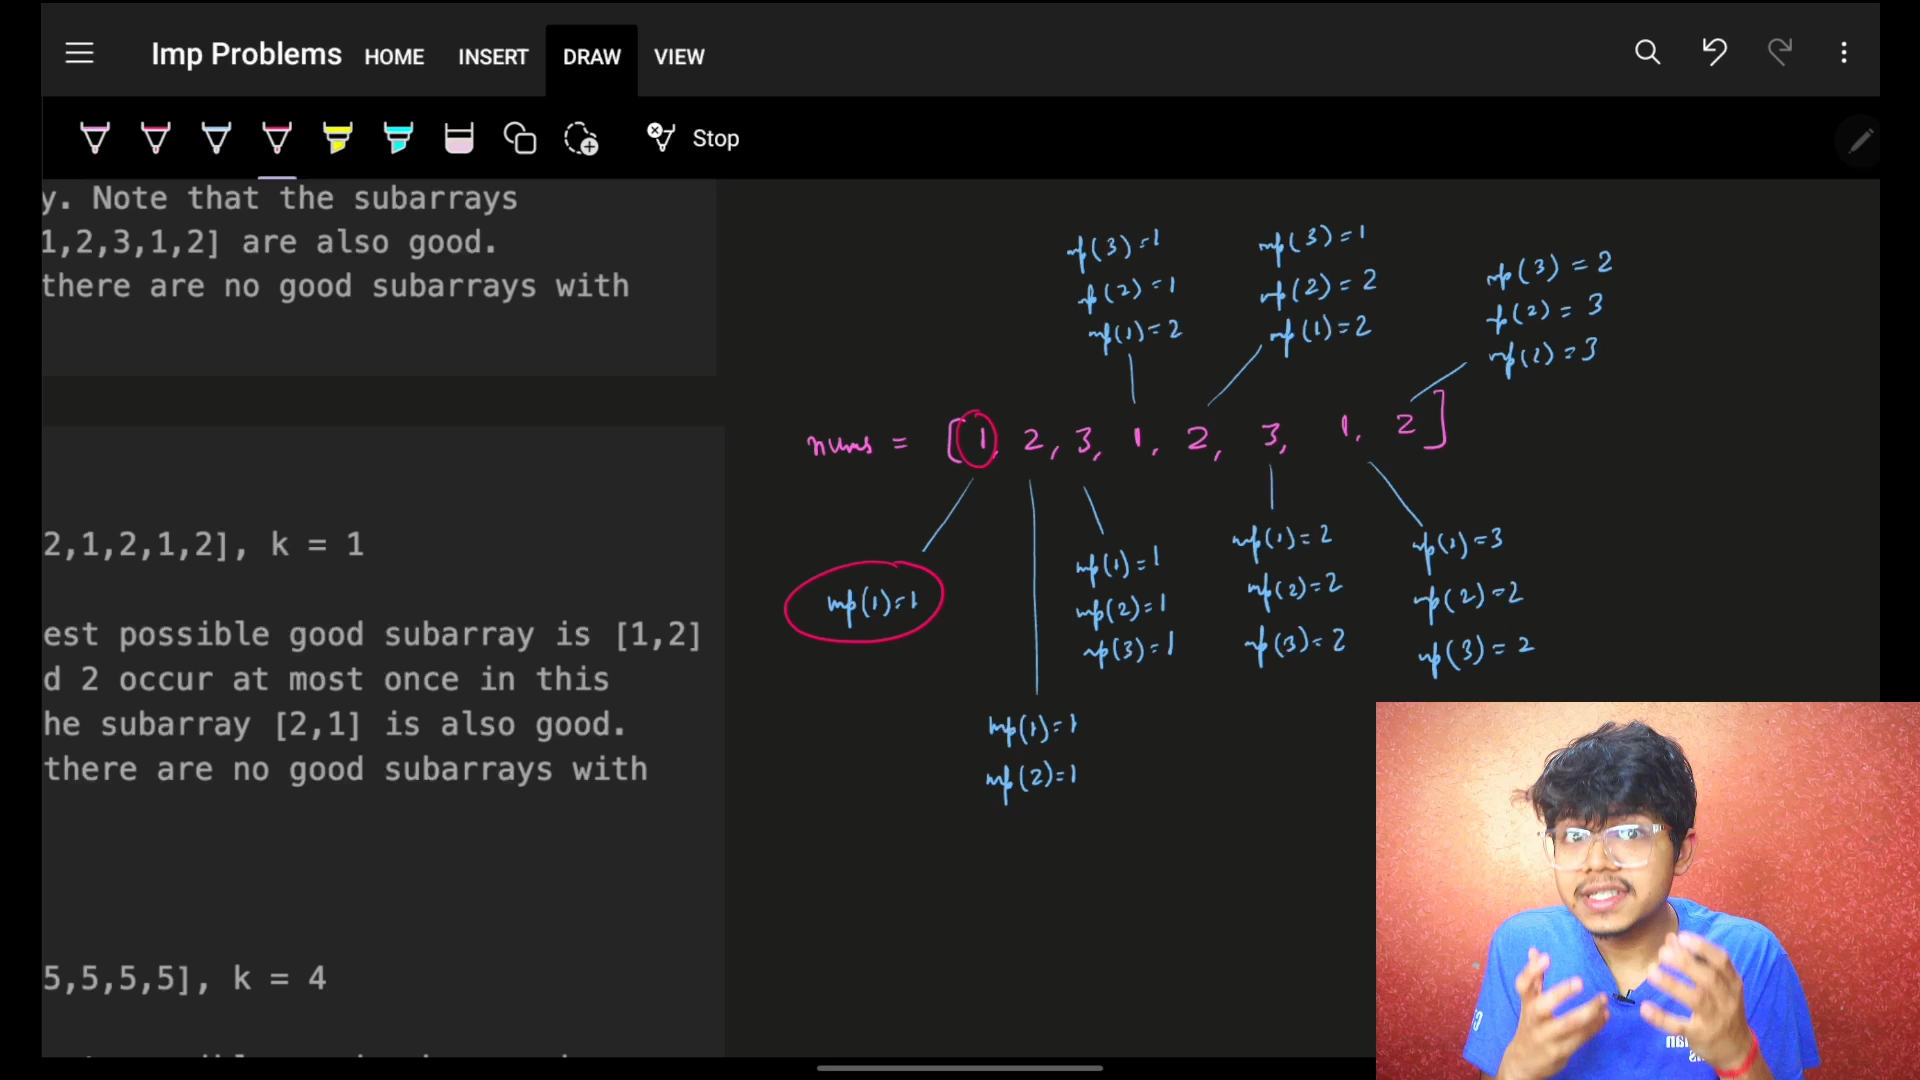 Imp Problems HOME INSERT DRAW VIEW
Stop
y. Note that the subarrays
1,2,3,1,2] are also good.
there are no good subarrays with
2,1,2,1,2], k = 1
est possible good subarray is [1,2]
d 2 occur at most once in this
he subarray [2,1] is also good.
there are no good subarrays with
5,5,5,5], k = 4
mp(3)=1
mp(2)=1
mp(1)=2
mp(3)=1
mp(2)=2
mp(1)=2
mp(3)=2
mp(2)=3
mp(1)=3
nums = [1, 2, 3, 1, 2, 3, 1, 2]
mp(1)=1
mp(1)=1
mp(2)=1
mp(1)=1
mp(2)=1
mp(3)=1
mp(1)=2
mp(2)=2
mp(3)=2
mp(1)=3
mp(2)=2
mp(3)=2